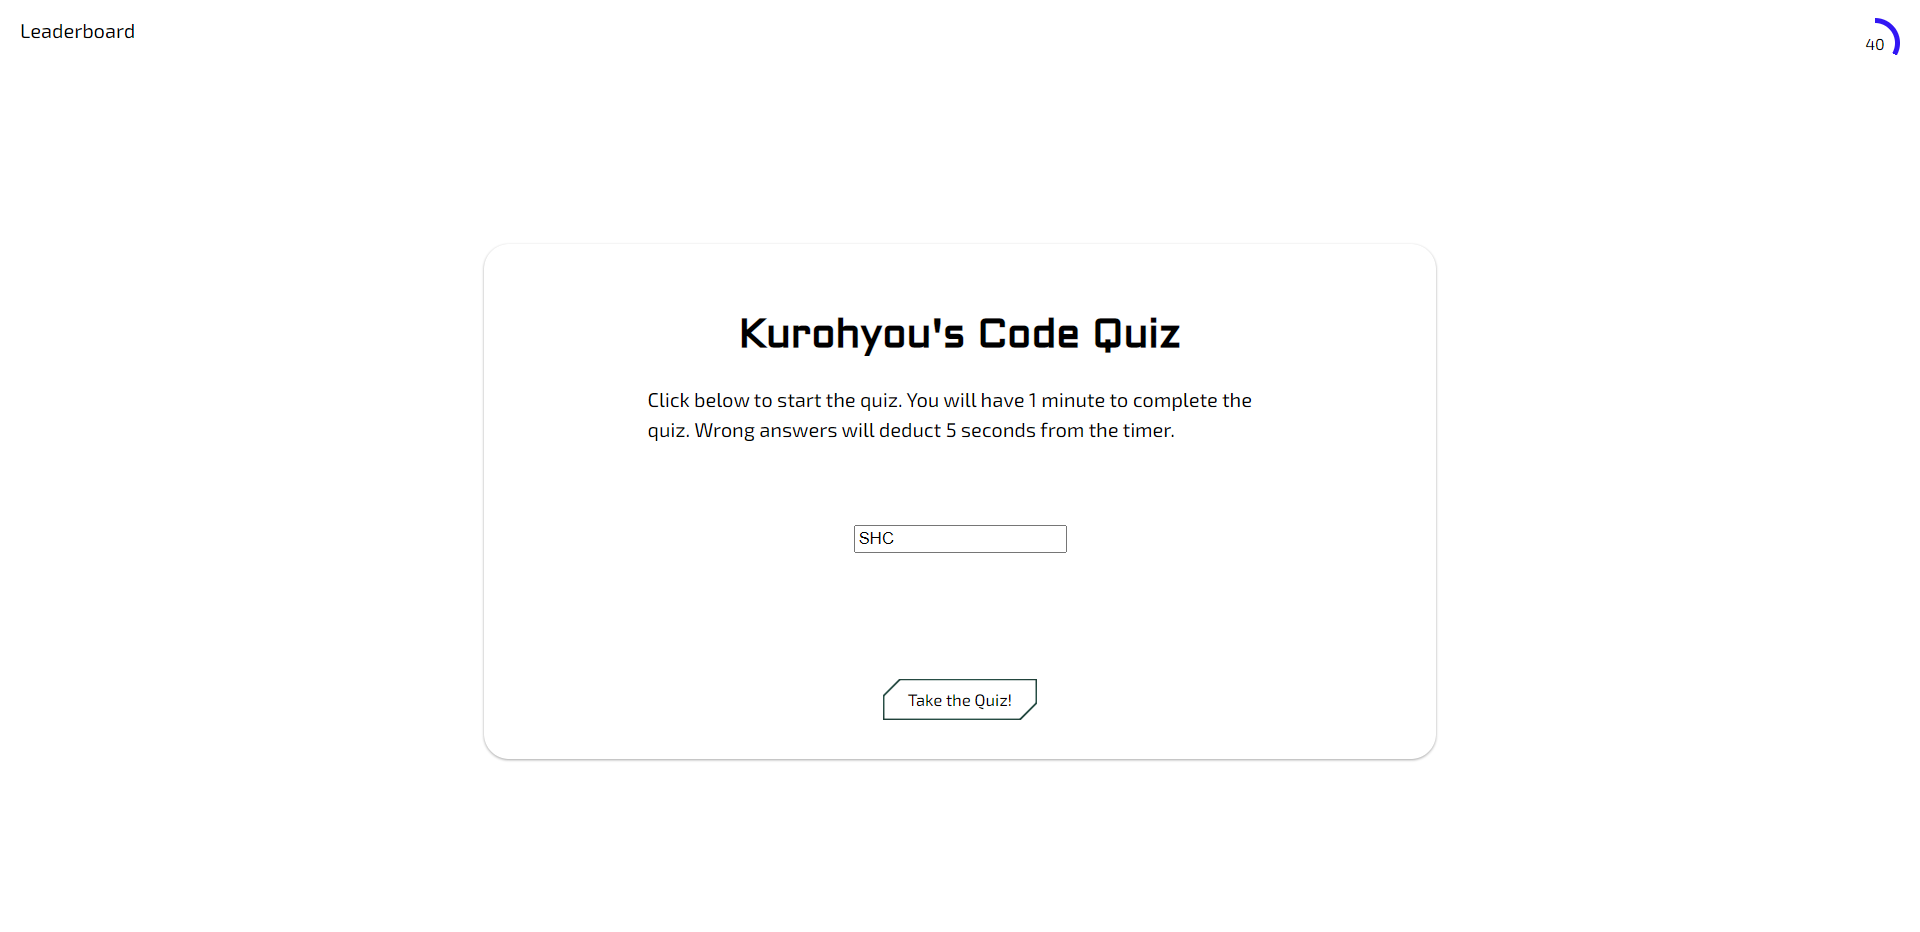 Leaderboard
40
Kurohyou's Code Quiz
Click below to start the quiz. You will have 1 minute to complete the
quiz. Wrong answers will deduct 5 seconds from the timer.
SHC
Take the Quiz!